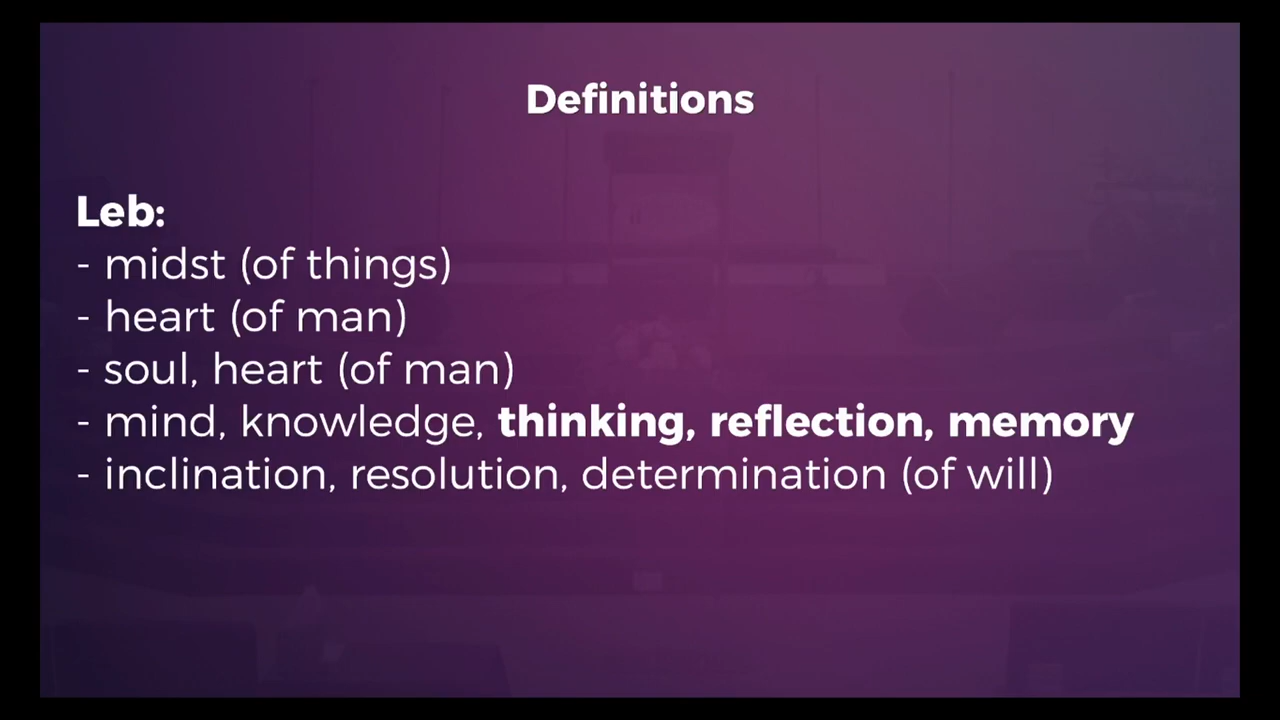 Definitions
Leb:
- midst (of things)
- heart (of man)
- soul, heart (of man)
- mind, knowledge, thinking, reflection, memory
- inclination, resolution, determination (of will)